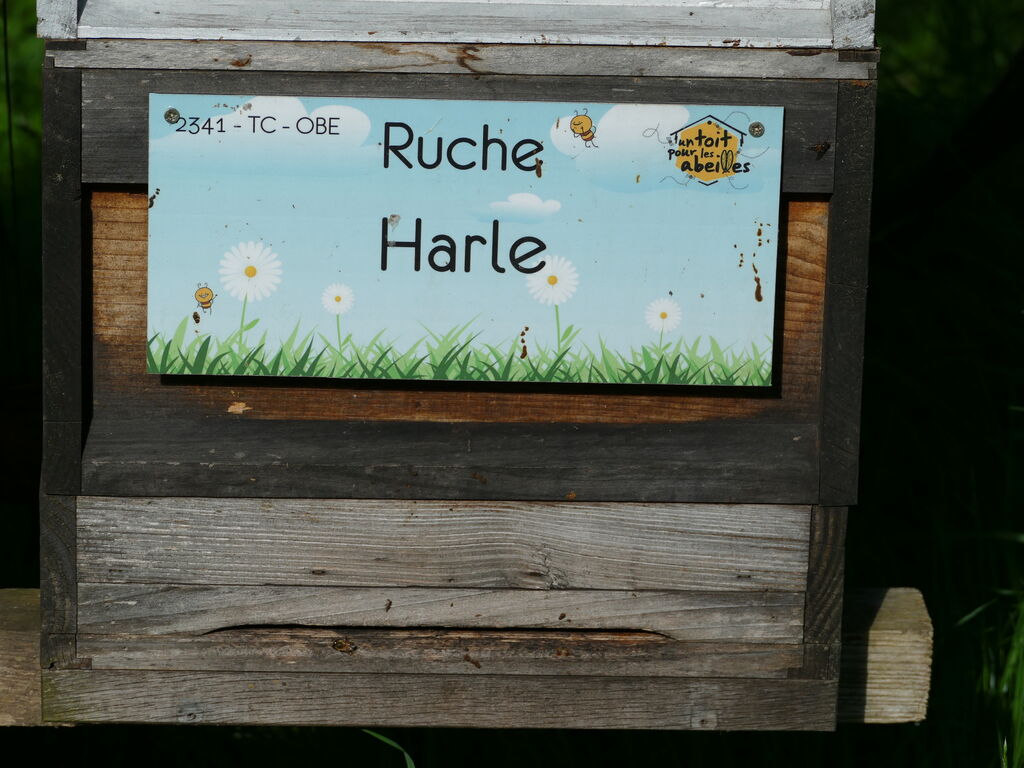 2341 - TC - OBE
Ruche
Harle
un toit
pour les
abeilles